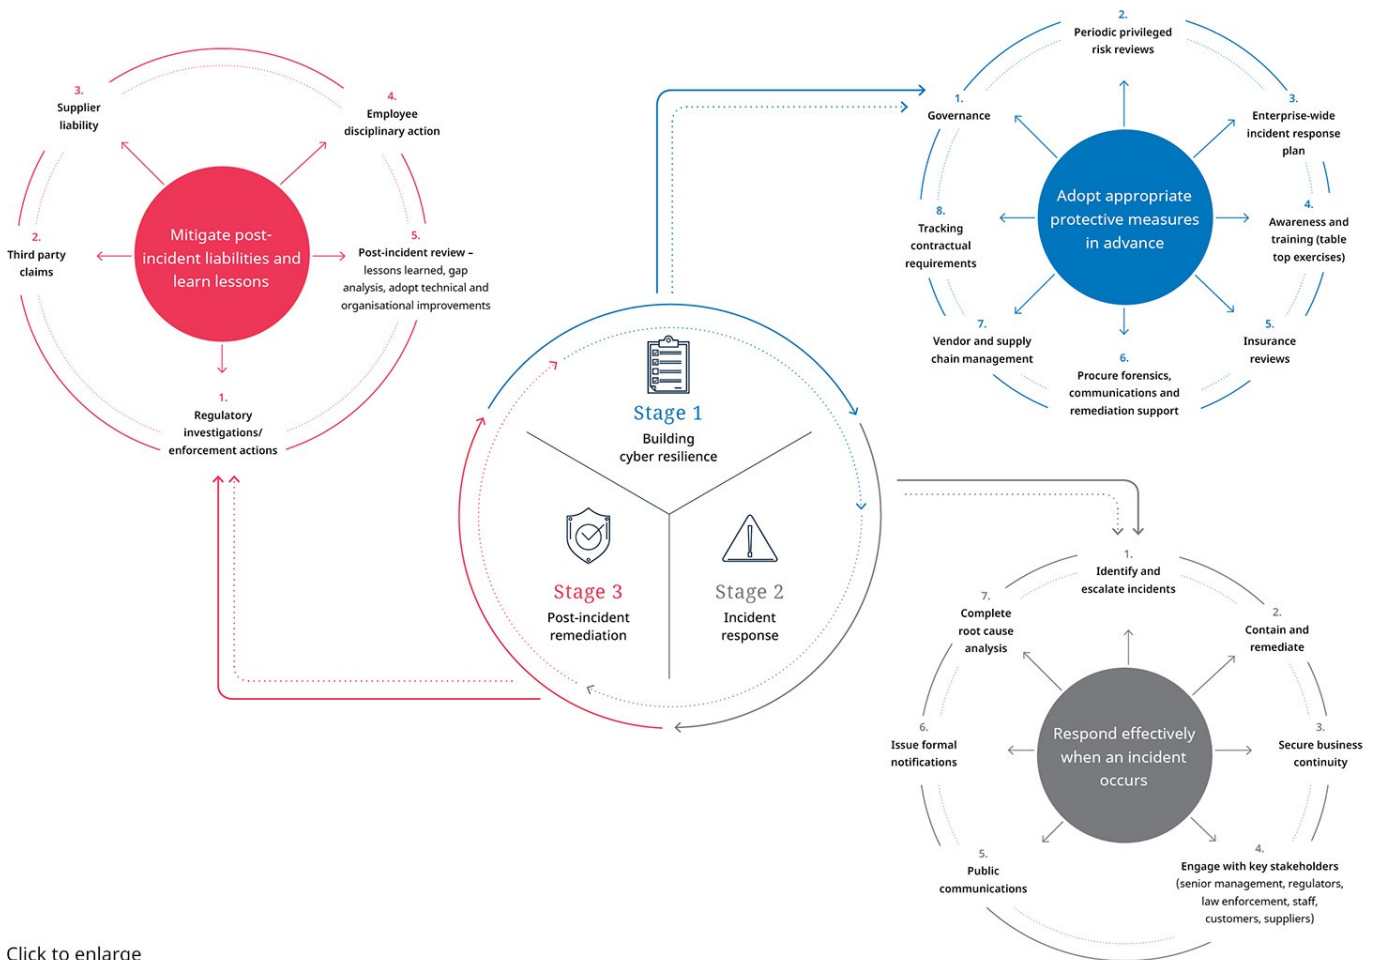 3.
Supplier
liability
4.
Employee
disciplinary action
2.
Third party
claims
Mitigate post-
incident liabilities and
learn lessons
5.
Post-incident review –
lessons learned, gap
analysis, adopt technical and
organisational improvements
1.
Regulatory
investigations/
enforcement actions
Stage 1
Building
cyber resilience
Stage 3
Post-incident
remediation
Stage 2
Incident
response
2.
Periodic privileged
risk reviews
1.
Governance
3.
Enterprise-wide
incident response
plan
Adopt appropriate
protective measures
in advance
8.
Tracking
contractual
requirements
4.
Awareness and
training (table
top exercises)
7.
Vendor and supply
chain management
5.
Insurance
reviews
6.
Procure forensics,
communications and
remediation support
1.
Identify and
escalate incidents
7.
Complete
root cause
analysis
2.
Contain and
remediate
6.
Issue formal
notifications
Respond effectively
when an incident
occurs
3.
Secure business
continuity
5.
Public
communications
4.
Engage with key stakeholders
(senior management, regulators,
law enforcement, staff,
customers, suppliers)
Click to enlarge